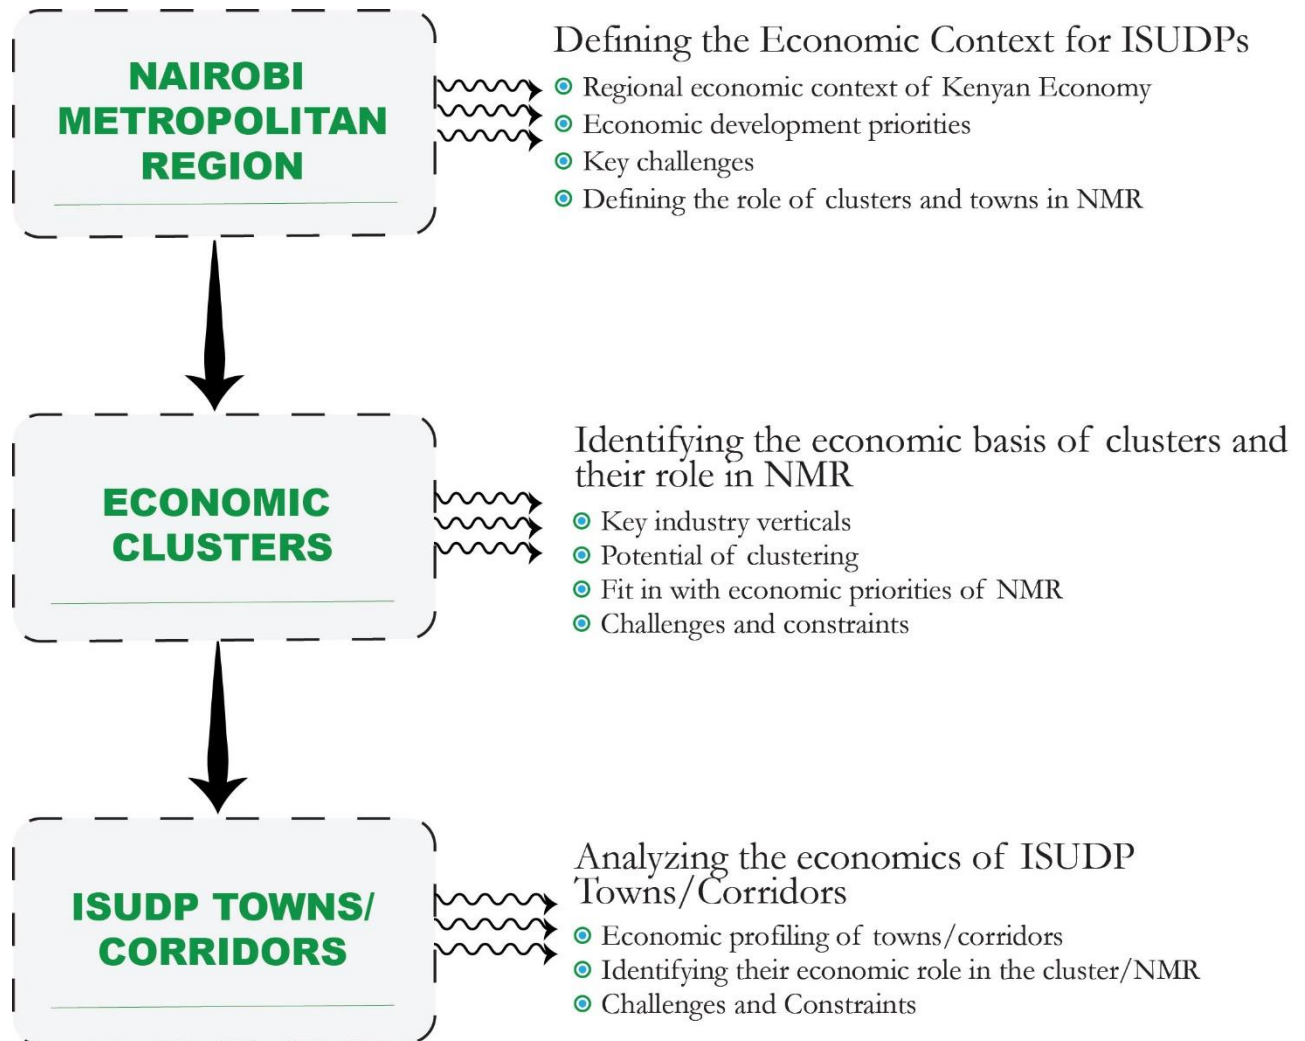 NAIROBI
METROPOLITAN
REGION
Defining the Economic Context for ISUDPs
Regional economic context of Kenyan Economy
Economic development priorities
Key challenges
Defining the role of clusters and towns in NMR
ECONOMIC
CLUSTERS
Identifying the economic basis of clusters and
their role in NMR
Key industry verticals
Potential of clustering
Fit in with economic priorities of NMR
Challenges and constraints
ISUDP TOWNS/
CORRIDORS
Analyzing the economics of ISUDP
Towns/Corridors
Economic profiling of towns/corridors
Identifying their economic role in the cluster/NMR
Challenges and Constraints